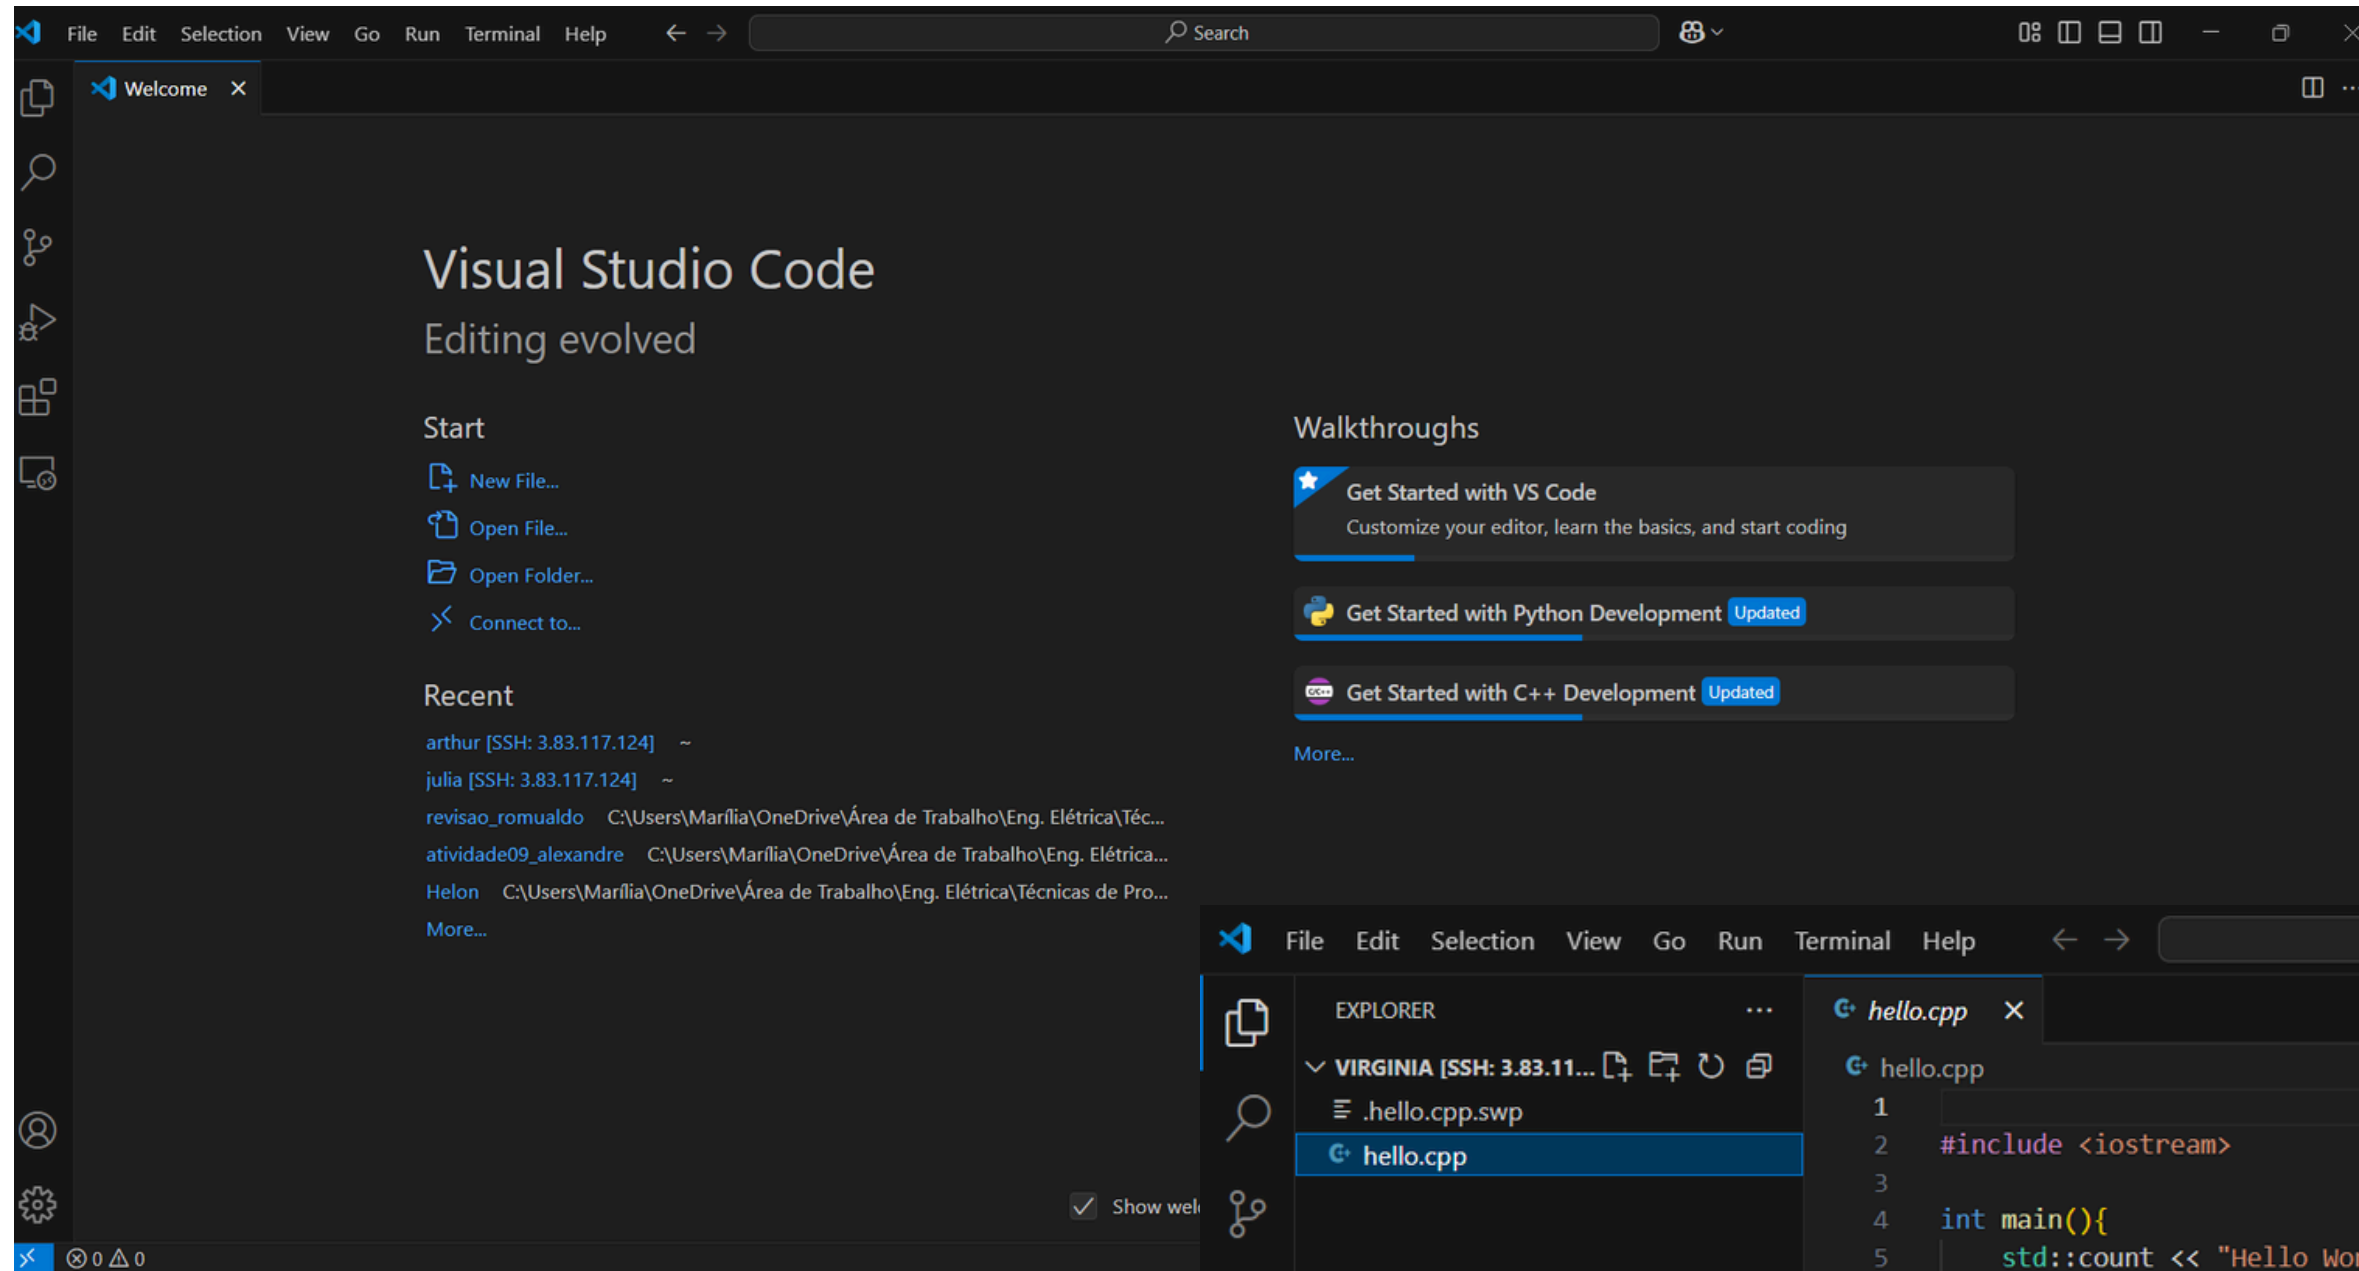 File Edit Selection View Go Run Terminal Help Search
Welcome
Visual Studio Code
Editing evolved
Start
New File...
Open File...
Open Folder...
Connect to...
Recent
arthur [SSH: 3.83.117.124] ~
julia [SSH: 3.83.117.124] ~
revisao_romualdo C:\Users\Marília\OneDrive\Área de Trabalho\Eng. Elétrica\Téc...
atividade09_alexandre C:\Users\Marília\OneDrive\Área de Trabalho\Eng. Elétrica...
Helon C:\Users\Marília\OneDrive\Área de Trabalho\Eng. Elétrica\Técnicas de Pro...
More...
Walkthroughs
Get Started with VS Code
Customize your editor, learn the basics, and start coding
Get Started with Python Development Updated
C/C++ Get Started with C++ Development Updated
More...
Show wel
0 0
File Edit Selection View Go Run Terminal Help
EXPLORER
VIRGINIA [SSH: 3.83.11...
.hello.cpp.swp
hello.cpp
hello.cpp
hello.cpp
1
2 #include <iostream>
3
4 int main(){
5 std::count << "Hello Wor